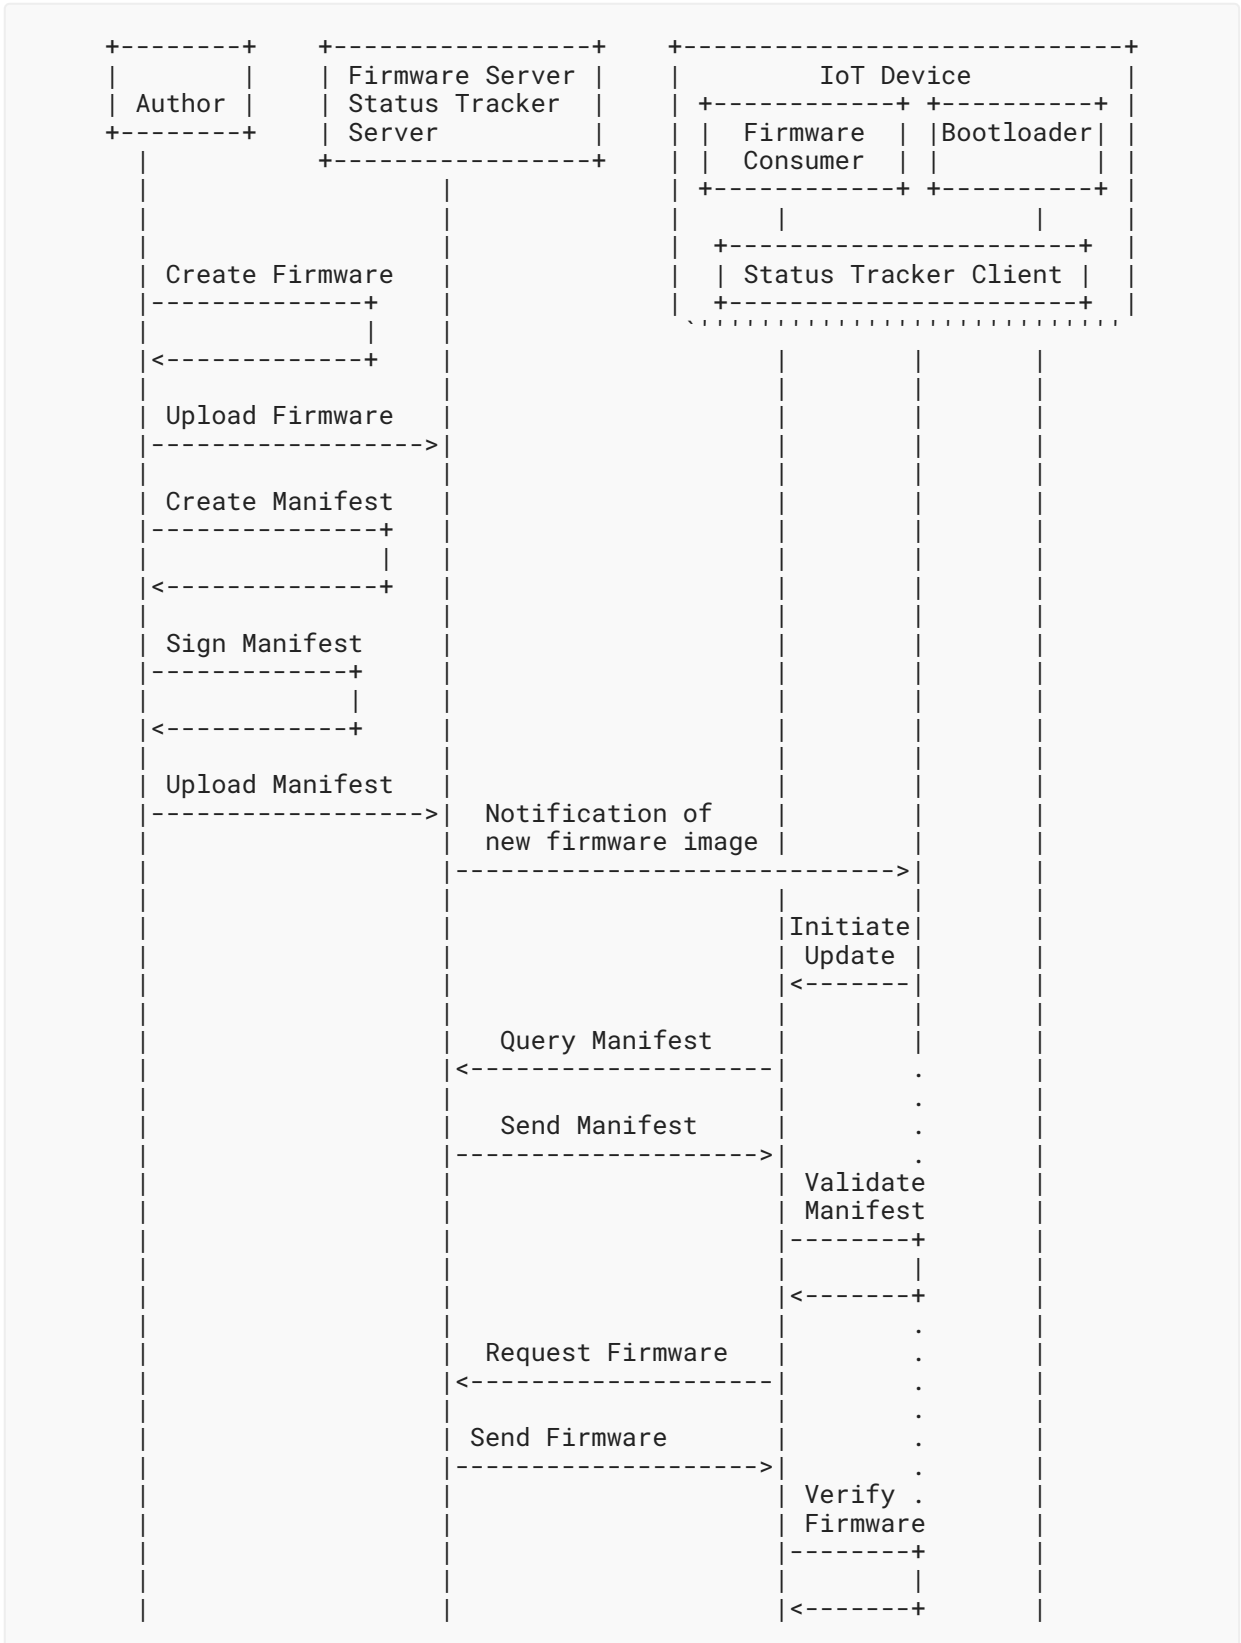 Author
Firmware Server
Status Tracker
Server
IoT Device
Firmware
Consumer
Bootloader
Status Tracker Client
Create Firmware
Upload Firmware
Create Manifest
Sign Manifest
Upload Manifest
Notification of
new firmware image
Initiate
Update
Query Manifest
Send Manifest
Validate
Manifest
Request Firmware
Send Firmware
Verify
Firmware